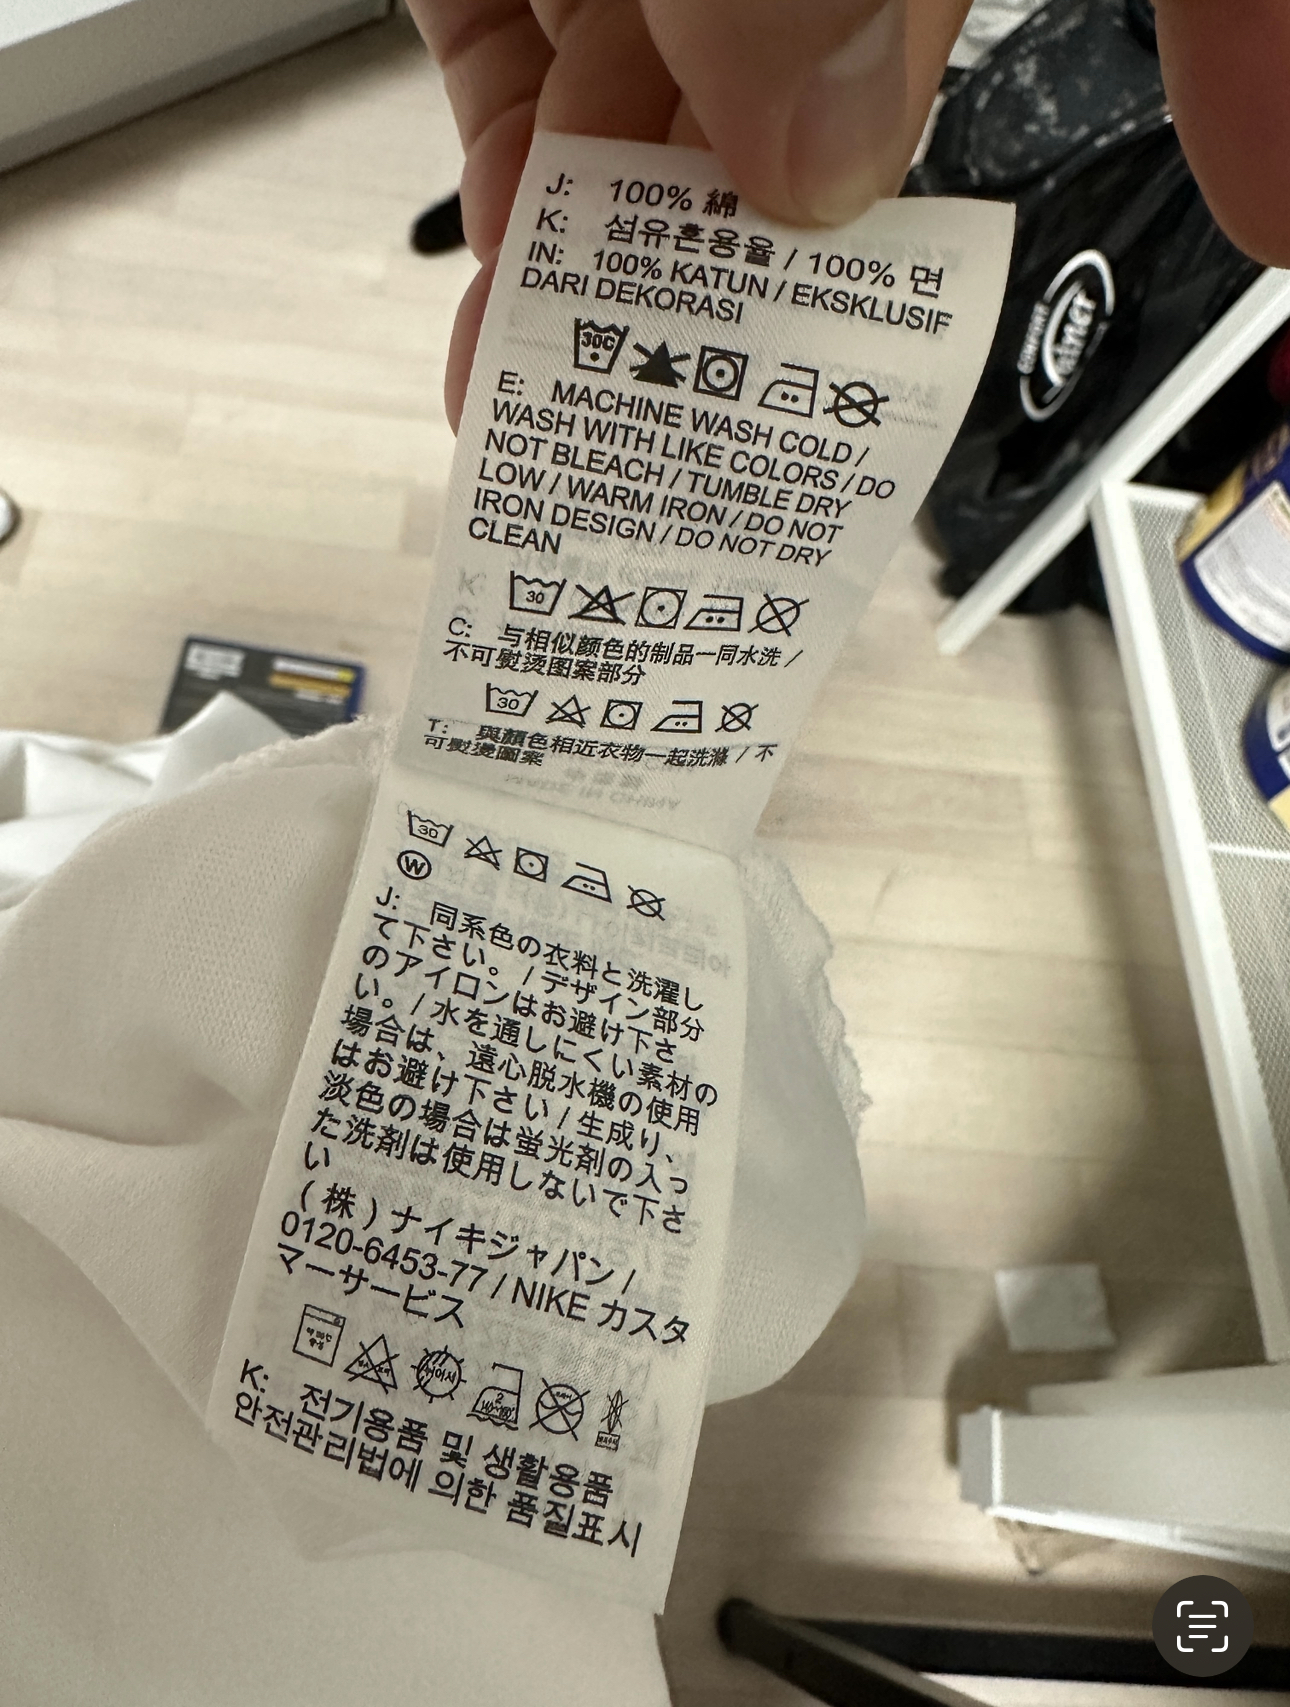 J: 100% 綿
K: 섬유혼용율 / 100% 면
IN: 100% KATUN / EKSKLUSIF
DARI DEKORASI
30C
E: MACHINE WASH COLD /
WASH WITH LIKE COLORS / DO
NOT BLEACH / TUMBLE DRY
LOW / WARM IRON / DO NOT
IRON DESIGN / DO NOT DRY
CLEAN
30
C: 与相似颜色的制品一同水洗 /
不可熨烫图案部分
30
T: 與顏色相近衣物一起洗滌 / 不
可熨燙圖案
30
W
J: 同系色の衣料と洗濯し
て下さい。 / デザイン部分
のアイロンはお避け下さ
い。 / 水を通しにくい素材の
場合は、遠心脱水機の使用
はお避け下さい / 生成り、
淡色の場合は蛍光剤の入っ
た洗剤は使用しないで下さ
い
(株) ナイキジャパン /
0120-6453-77 / NIKE カスタ
マーサービス
K: 전기용품 및 생활용품
안전관리법에 의한 품질표시